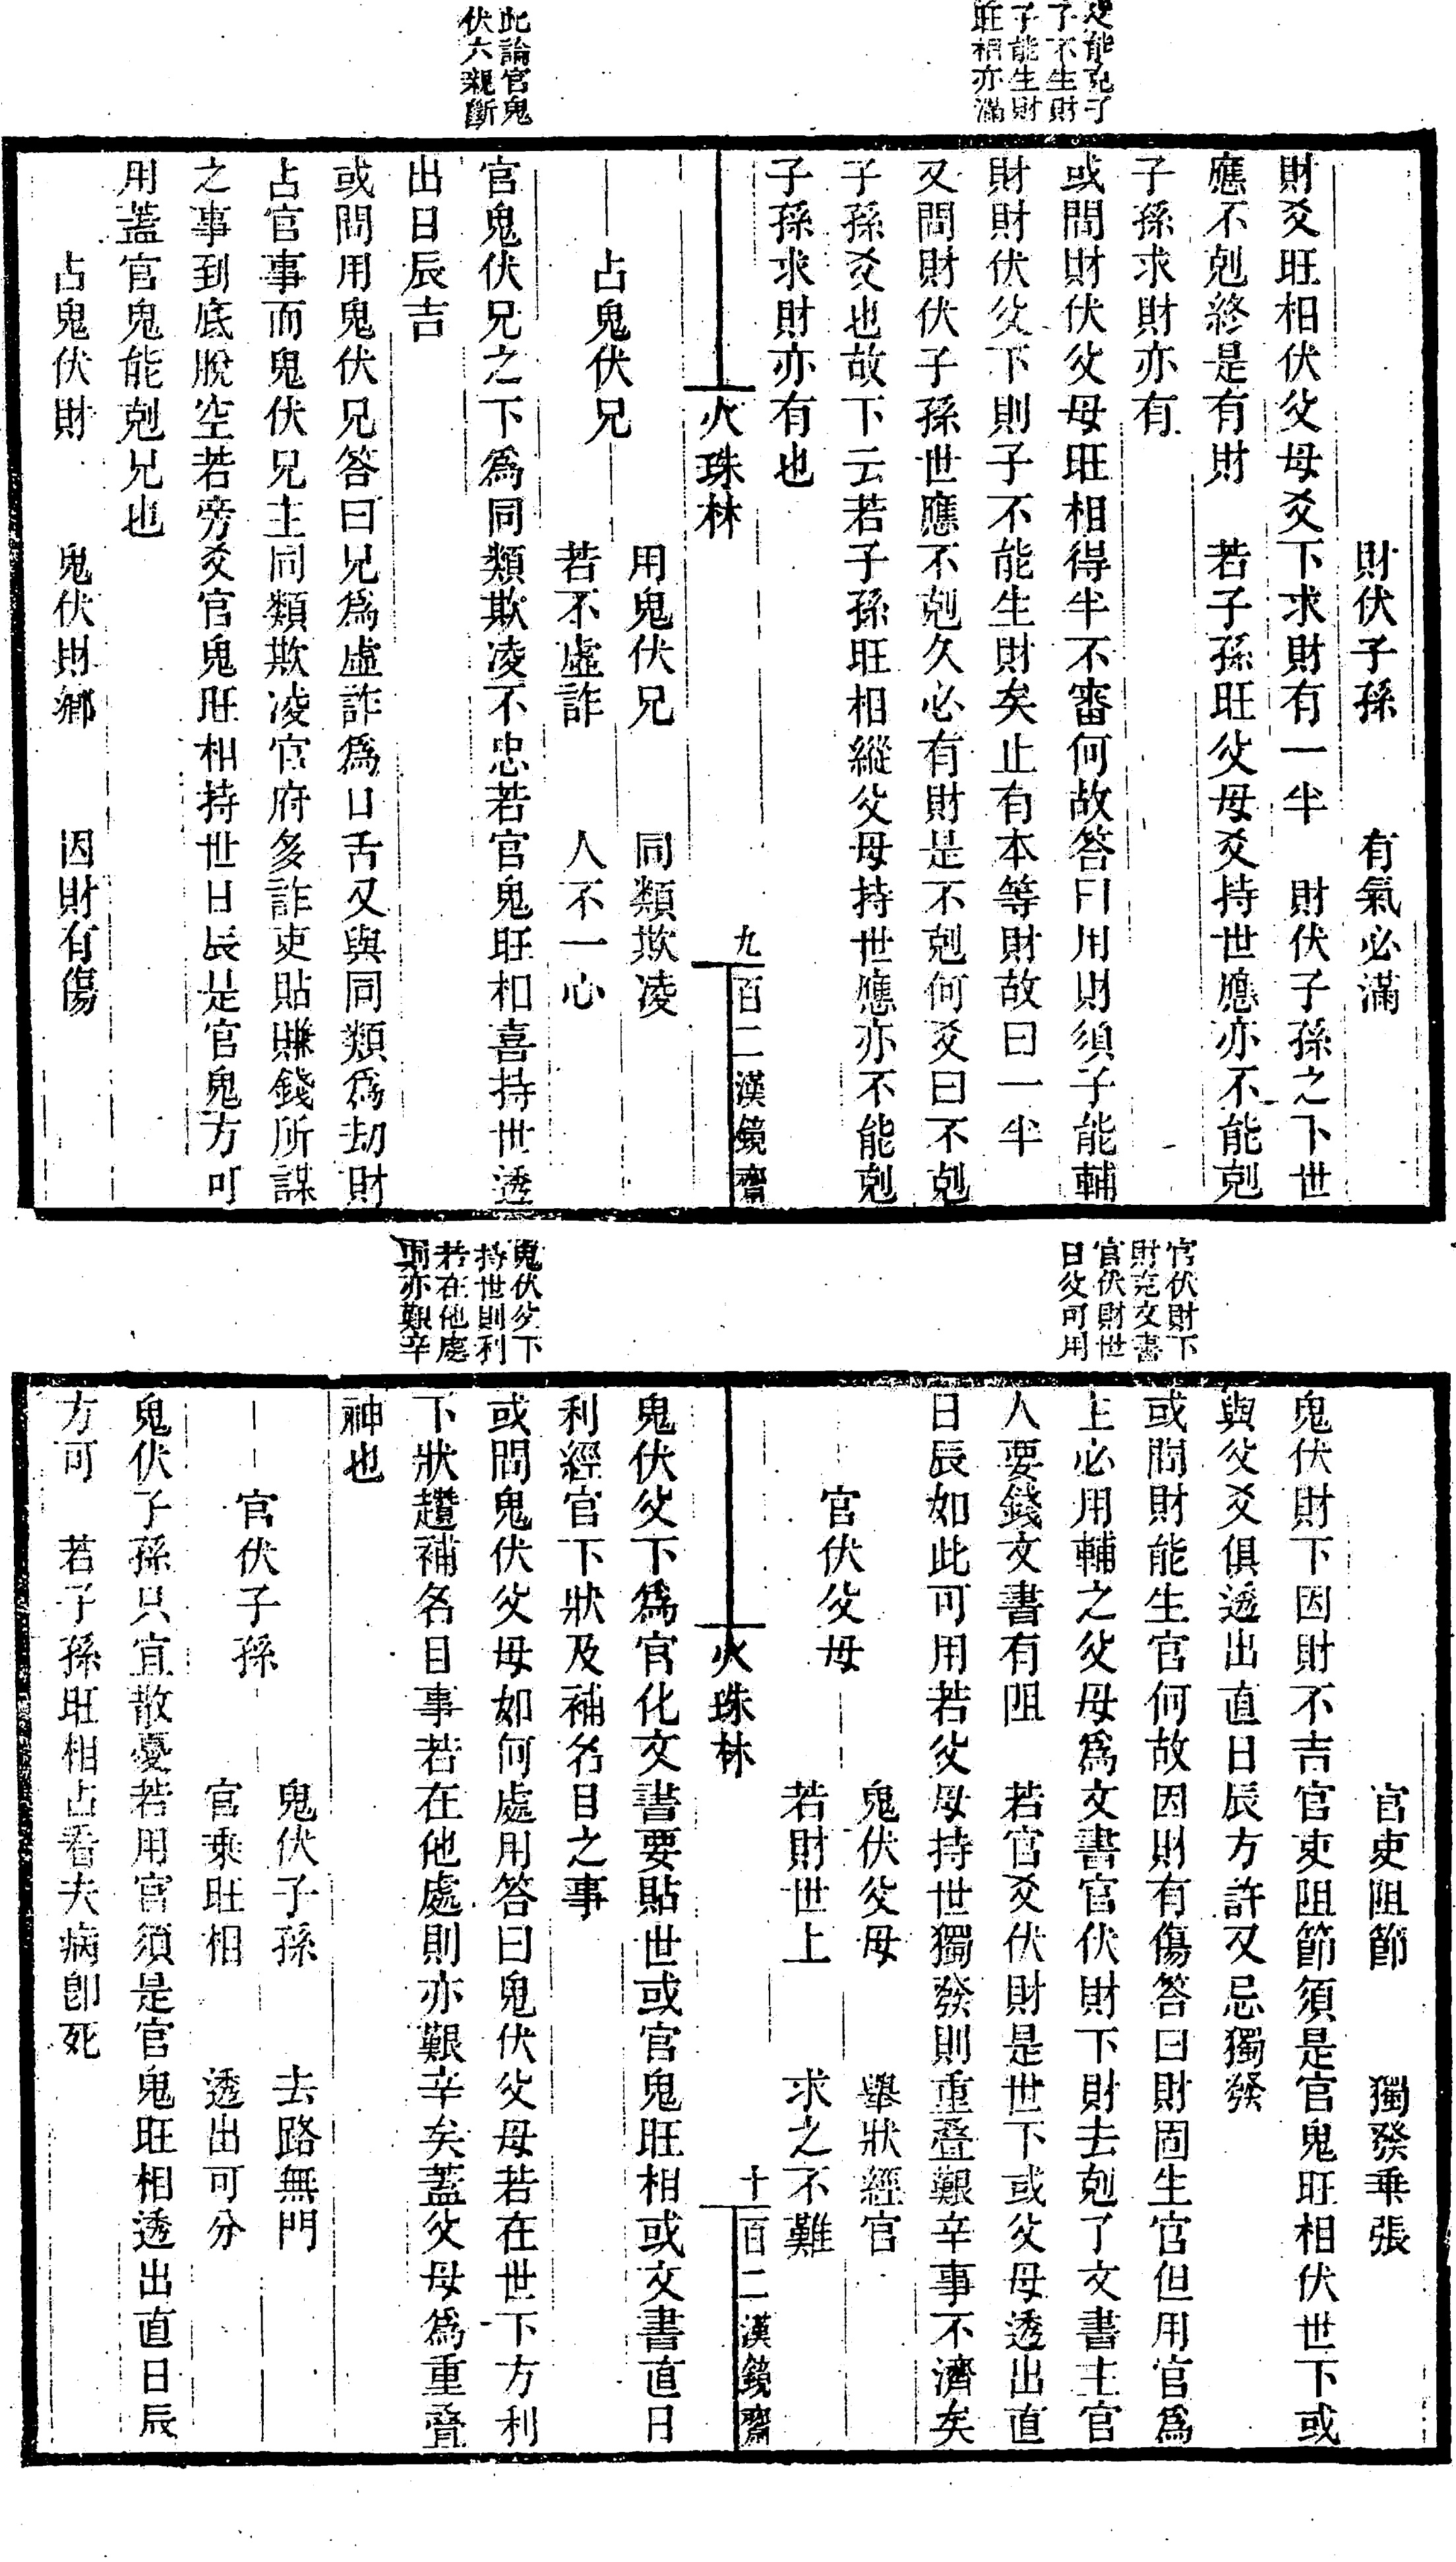 父能克子
子不生財
子能生財
旺相亦滿
此論官鬼
伏六親斷
財伏子孫　有氣必滿
財爻旺相伏父母爻下求財有一半　財伏子孫之下世
應不剋終是有財　若子孫旺父母爻持世應亦不能剋
子孫求財亦有
或問財伏父母旺相得半不審何故答曰用財須子能輔
財財伏父下則子不能生財矣止有本等財故曰一半
又問財伏子孫世應不剋久必有財是不剋何爻曰不剋
子孫爻也故下云若子孫旺相縱父母持世應亦不能剋
子孫求財亦有也
火珠林　九　百二漢鏡齋
占鬼伏兄
用鬼伏兄　同類欺凌
若不虛詐　人不一心
官鬼伏兄之下爲同類欺凌不忠若官鬼旺相喜持世透
出日辰吉
或問用鬼伏兄答曰兄爲虛詐爲口舌又與同類爲劫財
占官事而鬼伏兄主同類欺凌官府多詐吏貼賺錢所謀
之事到底脫空若旁爻官鬼旺相持世日辰是官鬼方可
用蓋官鬼能剋兄也
占鬼伏財　鬼伏財鄉　因財有傷
官伏財下
財克文書
官伏財世
日父可用
鬼伏父下
持世則利
若在他處
則亦艱辛
官吏阻節　獨發乖張
鬼伏財下因財不吉官吏阻節須是官鬼旺相伏世下或
與父爻俱透出直日辰方許又忌獨發
或問財能生官何故因財有傷答曰財固生官但用官爲
主必用輔之父母爲文書官伏財下財去剋了文書主官
人要錢文書有阻　若官爻伏財是世下或父母透出直
日辰如此可用若父母持世獨發則重叠艱辛事不濟矣
官伏父母
鬼伏父母　舉狀經官
若財世上　求之不難
火珠林　十　百二漢鏡齋
鬼伏父下爲官化文書要貼世或官鬼旺相或文書直日
利經官下狀及補名目之事
或問鬼伏父母如何處用答曰鬼伏父母若在世下方利
下狀趲補名目事若在他處則亦艱辛矣蓋父母爲重叠
神也
官伏子孫
鬼伏子孫　去路無門
官乘旺相　透出可分
鬼伏子孫只宜散憂若用官須是官鬼旺相透出直日辰
方可　若子孫旺相占看夫病卽死